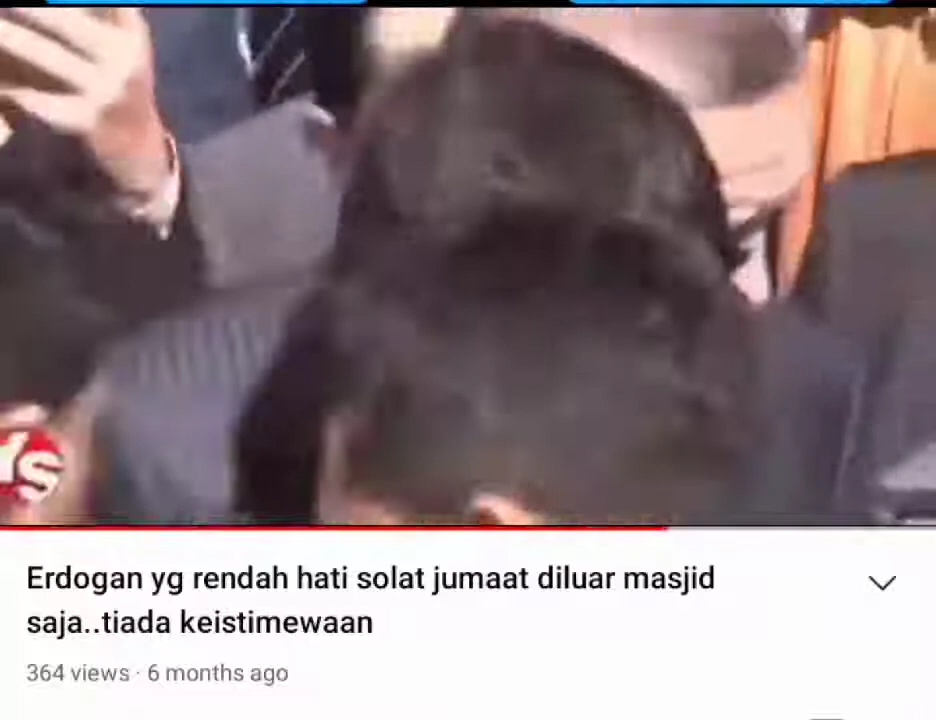 s
Erdogan yg rendah hati solat jumaat diluar masjid
saja..tiada keistimewaan
364 views · 6 months ago